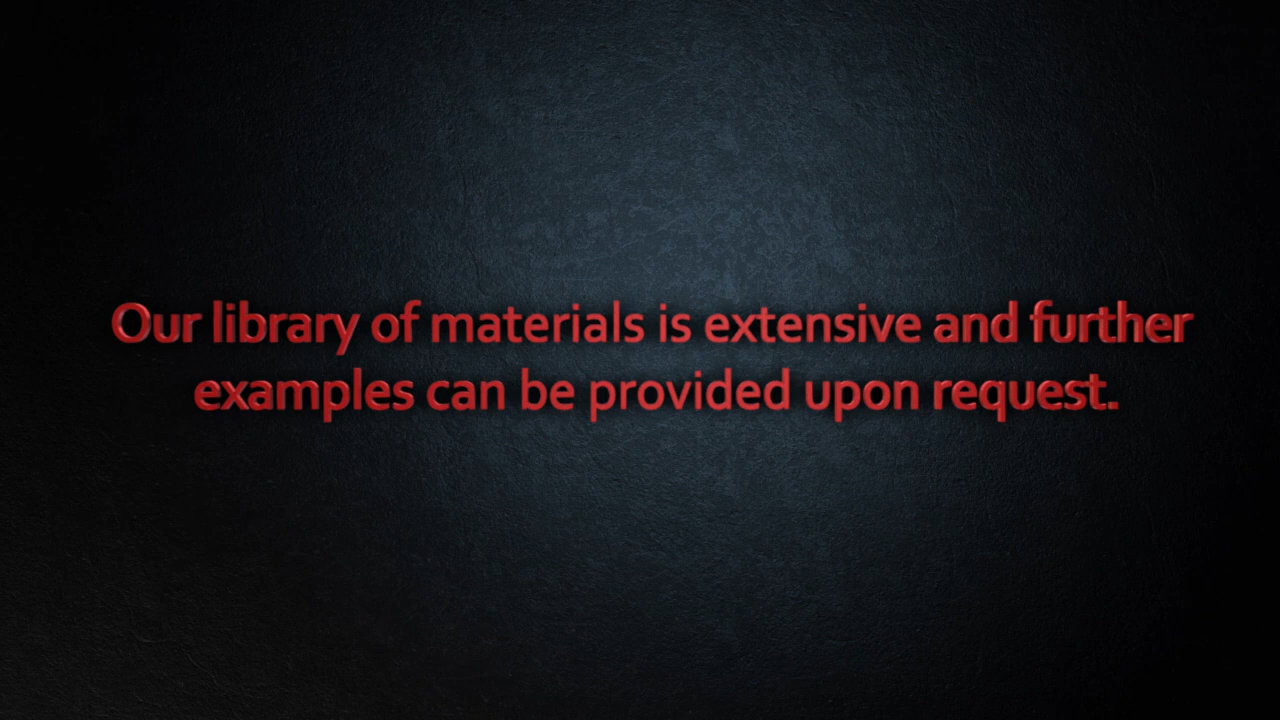 Our library of materials is extensive and further
examples can be provided upon request.